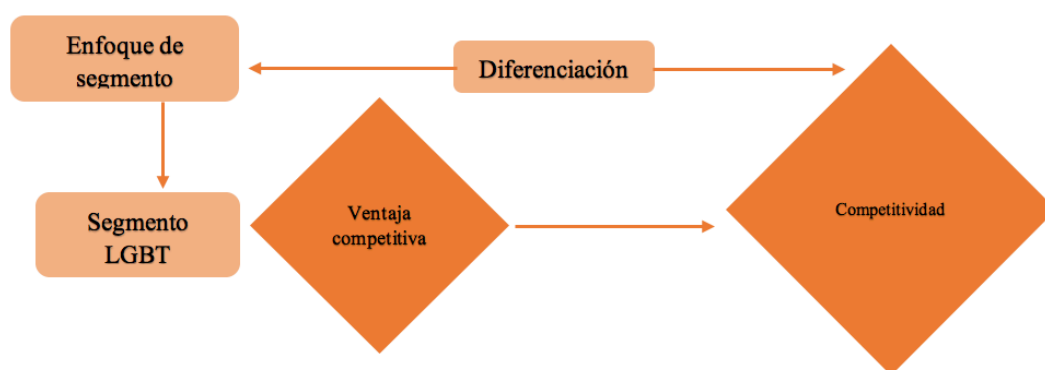 Enfoque de
segmento
Diferenciación
Segmento
LGBT
Ventaja
competitiva
Competitividad